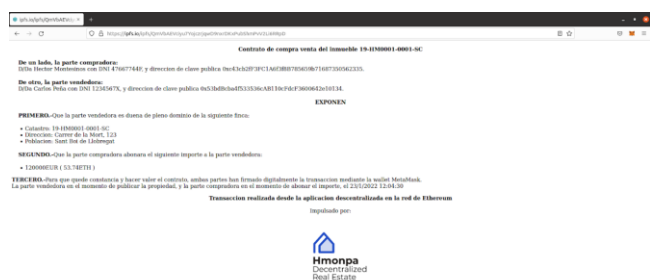 Contrato de compra venta del inmueble 19-HM0001-0001-SC
De un lado, la parte compradora:
D/Da Hector Montesinos con DNI 47667744F, y direccion de clave publica
De otro, la parte vendedora:
D/Da Carlos Peña con DNI 1234567X, y direccion de clave publica
EXPONEN
PRIMERO.-Que la parte vendedora es duena de pleno dominio de la siguiente finca:
• Catastro: 19-HM0001-0001-SC
• Direccion: Carrer de la Mort, 123
• Poblacion: Sant Boi de Llobregat
SEGUNDO.-Que la parte compradora abonara el siguiente importe a la parte vendedora:
• 120000EUR ( 53.74ETH )
TERCERO.-Para que quede constancia y hacer valer el contrato, ambas partes han firmado digitalmente la transaccion mediante la wallet MetaMask.
La parte vendedora en el momento de publicar la propiedad, y la parte compradora en el momento de abonar el importe, el 23/1/2022 12:04:30
Transaccion realizada desde la aplicacion descentralizada en la red de Ethereum
Impulsado por:
Hmonpa
Decentralized
Real Estate